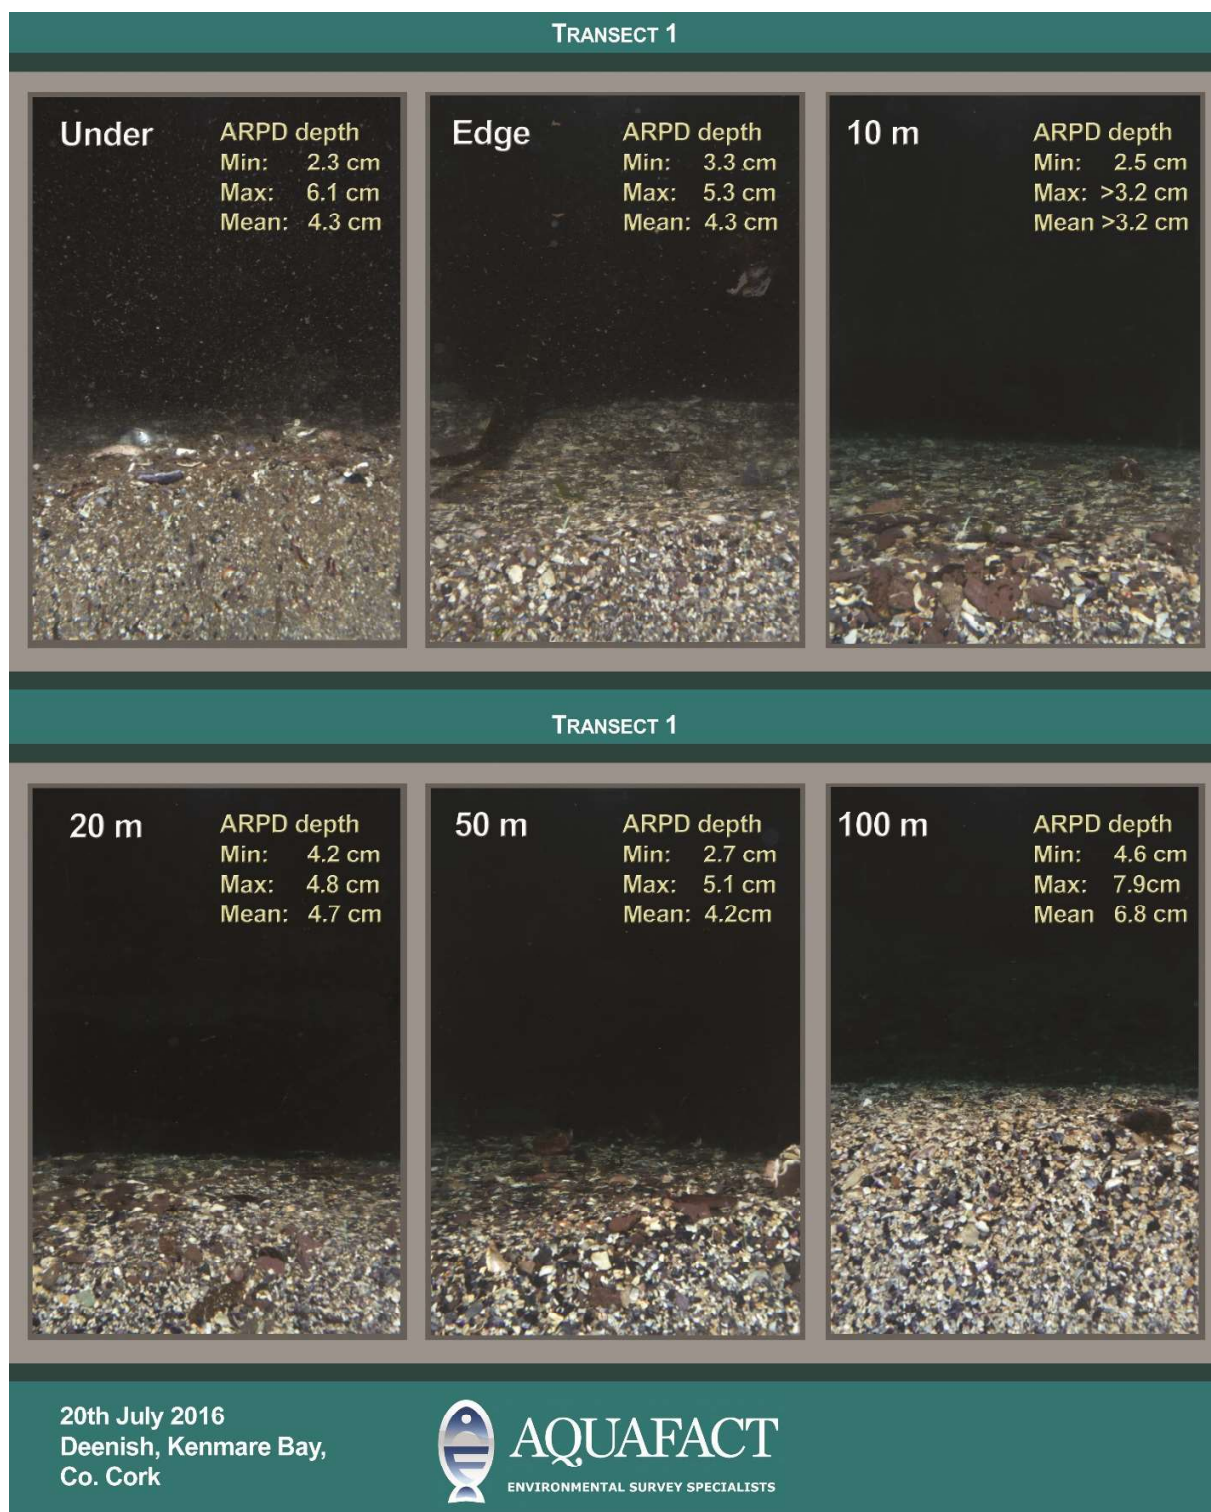 TRANSECT 1
Under
ARPD depth
Min: 2.3 cm
Max: 6.1 cm
Mean: 4.3 cm
Edge
ARPD depth
Min: 3.3 cm
Max: 5.3 cm
Mean: 4.3 cm
10 m
ARPD depth
Min: 2.5 cm
Max: >3.2 cm
Mean >3.2 cm
TRANSECT 1
20 m
ARPD depth
Min: 4.2 cm
Max: 4.8 cm
Mean: 4.7 cm
50 m
ARPD depth
Min: 2.7 cm
Max: 5.1 cm
Mean: 4.2cm
100 m
ARPD depth
Min: 4.6 cm
Max: 7.9cm
Mean 6.8 cm
20th July 2016
Deenish, Kenmare Bay,
Co. Cork
AQUAFACT
ENVIRONMENTAL SURVEY SPECIALISTS